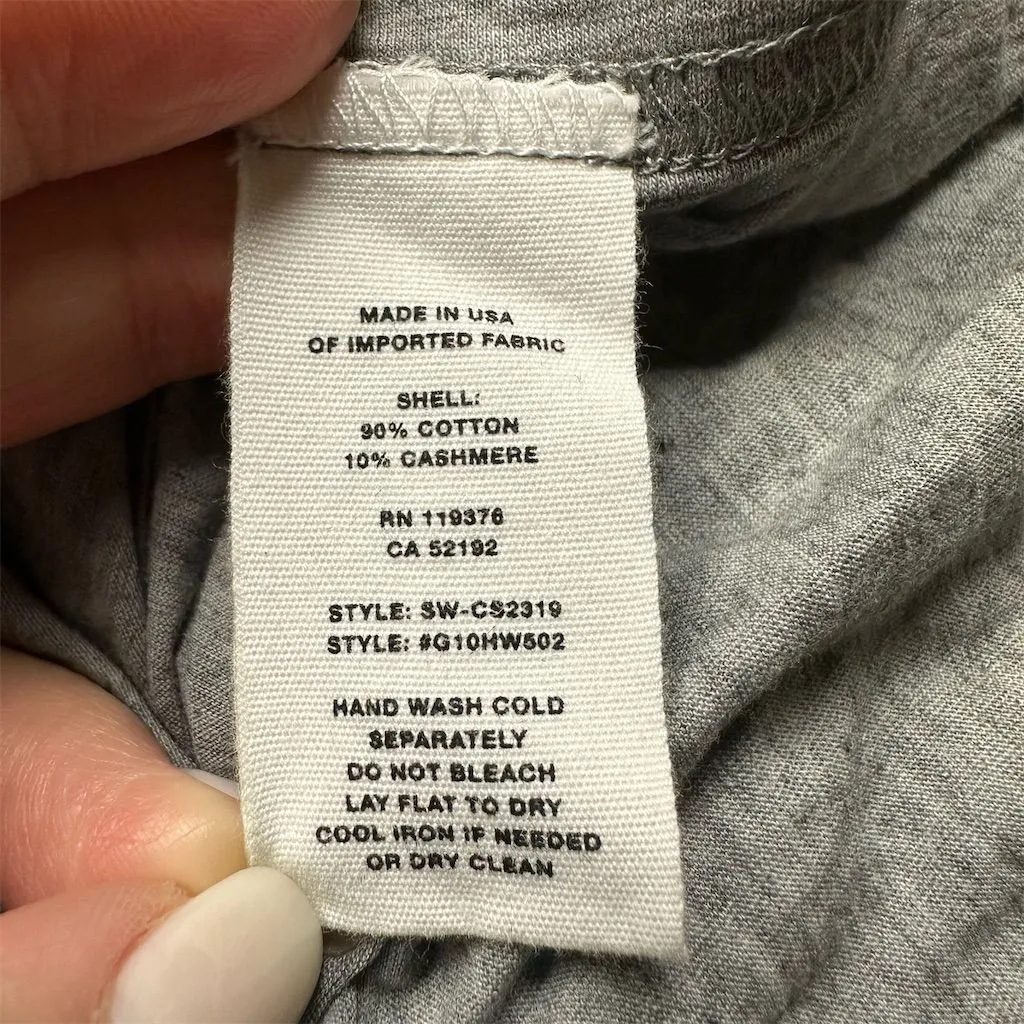 MADE IN USA
OF IMPORTED FABRIC
SHELL:
90% COTTON
10% CASHMERE
RN 119376
CA 52192
STYLE: SW-CS2319
STYLE: #G10HW502
HAND WASH COLD
SEPARATELY
DO NOT BLEACH
LAY FLAT TO DRY
COOL IRON IF NEEDED
OR DRY CLEAN